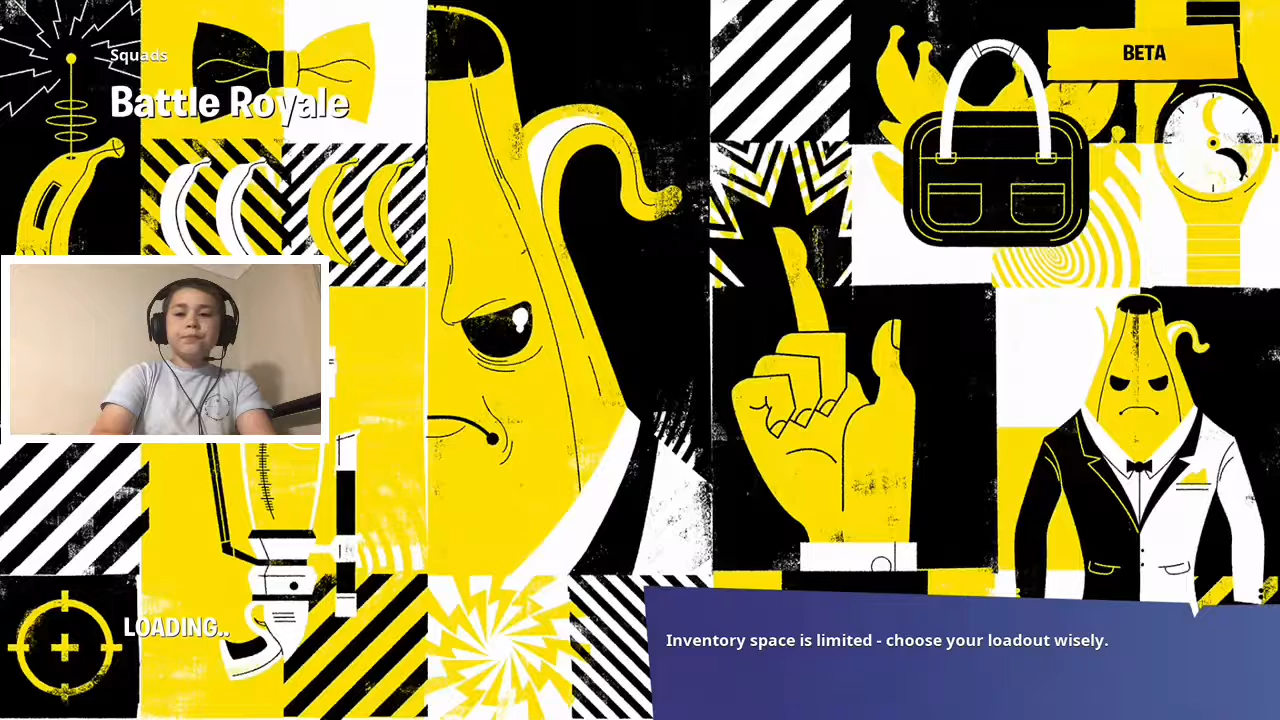 Squads
Battle Royale
BETA
LOADING..
Inventory space is limited - choose your loadout wisely.